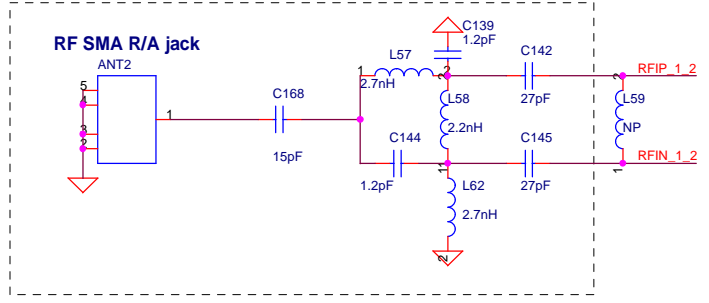 RF SMA R/A jack
ANT2
5
4
3
2
1
C168
15pF
1
L57
2.7nH
2
C139
1.2pF
C142
27pF
2
L58
2.2nH
1
C144
1.2pF
C145
27pF
1
L62
2.7nH
2
RFIP_1_2
2
L59
NP
RFIN_1_2
1